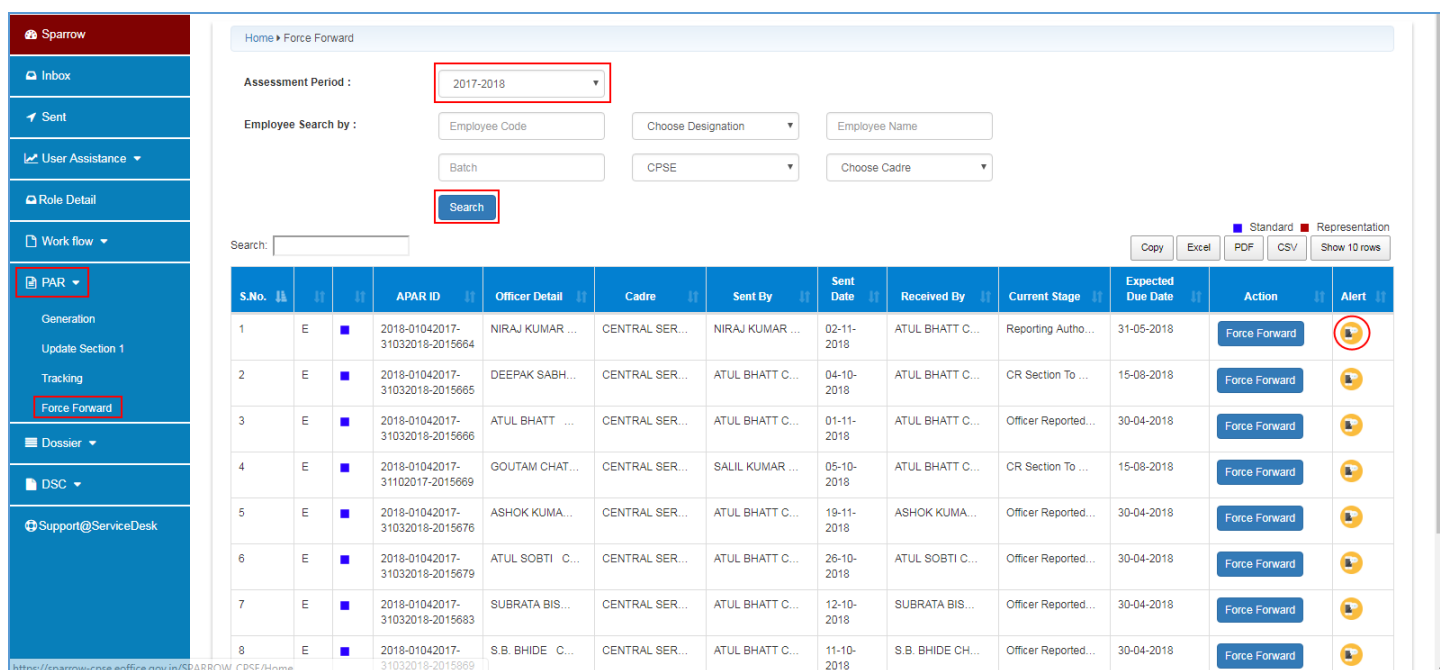 Sparrow
Inbox
Sent
User Assistance
Role Detail
Work flow
PAR
Generation
Update Section 1
Tracking
Force Forward
Dossier
DSC
Support@ServiceDesk
Home Force Forward
Assessment Period : 2017-2018
Employee Search by : Employee Code Choose Designation Employee Name
Batch CPSE Choose Cadre
Search
Standard Representation
Search: Copy Excel PDF CSV Show 10 rows
S.No. APAR ID Officer Detail Cadre Sent By Sent Date Received By Current Stage Expected Due Date Action Alert
1 E 2018-01042017- NIRAJ KUMAR ... CENTRAL SER... NIRAJ KUMAR ... 02-11- ATUL BHATT C... Reporting Autho... 31-05-2018 Force Forward
31032018-2015664 2018
2 E 2018-01042017- DEEPAK SABH... CENTRAL SER... ATUL BHATT C... 04-10- ATUL BHATT C... CR Section To ... 15-08-2018 Force Forward
31032018-2015665 2018
3 E 2018-01042017- ATUL BHATT ... CENTRAL SER... ATUL BHATT C... 01-11- ATUL BHATT C... Officer Reported... 30-04-2018 Force Forward
31032018-2015666 2018
4 E 2018-01042017- GOUTAM CHAT... CENTRAL SER... SALIL KUMAR ... 05-10- ATUL BHATT C... CR Section To ... 15-08-2018 Force Forward
31102017-2015669 2018
5 E 2018-01042017- ASHOK KUMA... CENTRAL SER... ATUL BHATT C... 19-11- ASHOK KUMA... Officer Reported... 30-04-2018 Force Forward
31032018-2015676 2018
6 E 2018-01042017- ATUL SOBTI C... CENTRAL SER... ATUL BHATT C... 26-10- ATUL SOBTI C... Officer Reported... 30-04-2018 Force Forward
31032018-2015679 2018
7 E 2018-01042017- SUBRATA BIS... CENTRAL SER... ATUL BHATT C... 12-10- SUBRATA BIS... Officer Reported... 30-04-2018 Force Forward
31032018-2015683 2018
8 E 2018-01042017- S.B. BHIDE C... CENTRAL SER... ATUL BHATT C... 11-10- S.B. BHIDE CH... Officer Reported... 30-04-2018 Force Forward
31032018-2015869 2018
https://sparrow-cpse.eoffice.gov.in/SPARROW_CPSE/Home